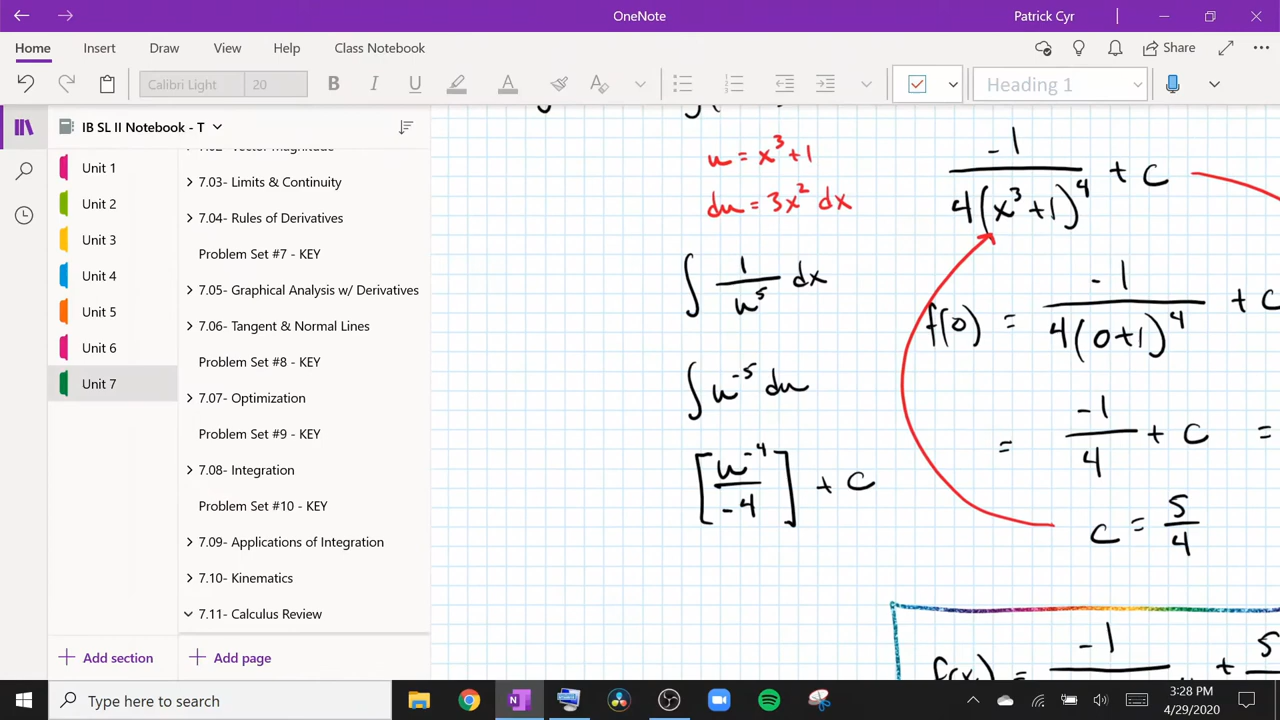 OneNote
Patrick Cyr
Home Insert Draw View Help Class Notebook
Share
Calibri Light 20 B I U A Heading 1
IB SL II Notebook - T
Unit 1
Unit 2
Unit 3
Unit 4
Unit 5
Unit 6
Unit 7
7.03- Limits & Continuity
7.04- Rules of Derivatives
Problem Set #7 - KEY
7.05- Graphical Analysis w/ Derivatives
7.06- Tangent & Normal Lines
Problem Set #8 - KEY
7.07- Optimization
Problem Set #9 - KEY
7.08- Integration
Problem Set #10 - KEY
7.09- Applications of Integration
7.10- Kinematics
7.11- Calculus Review
Add section
Add page
u = x³ + 1
du = 3x² dx
∫ 1/u⁵ dx
∫ u⁻⁵ du
[u⁻⁴/-4] + c
-1/4(x³+1)⁴ + c
f(0) = -1/4(0+1)⁴ + c
= -1/4 + c =
c = 5/4
f(x) = -1 + 5
Type here to search
3:28 PM
4/29/2020